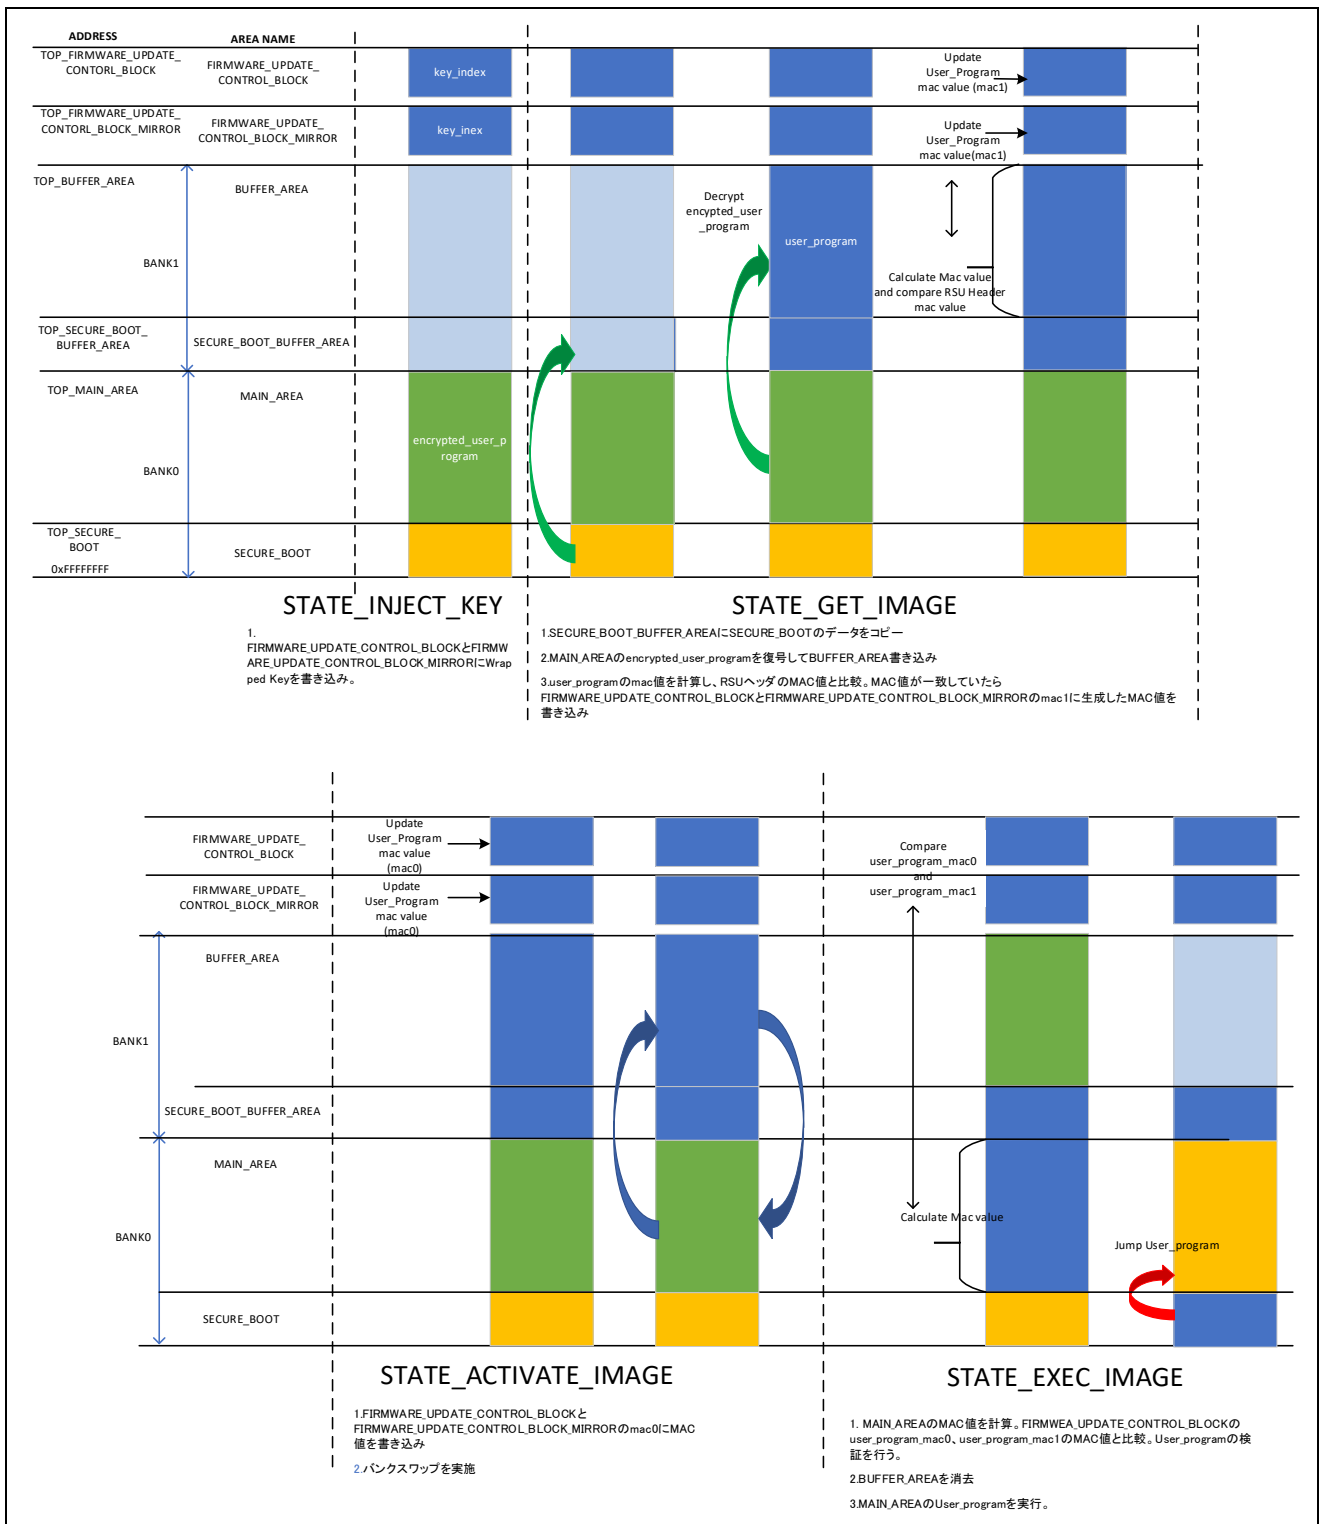 ADDRESS
AREA NAME
TOP_FIRMWARE_UPDATE_
CONTORL_BLOCK
FIRMWARE_UPDATE_
CONTROL_BLOCK
key_index
Update
User_Program
mac value (mac1)
TOP_FIRMWARE_UPDATE_
CONTORL_BLOCK_MIRROR
FIRMWARE_UPDATE_
CONTROL_BLOCK_MIRROR
key_inex
Update
User_Program
mac value(mac1)
TOP_BUFFER_AREA
BUFFER_AREA
Decrypt
encypted_user
_program
user_program
BANK1
Calculate Mac value
and compare RSU Header
mac value
TOP_SECURE_BOOT_
BUFFER_AREA
SECURE_BOOT_BUFFER_AREA
TOP_MAIN_AREA
MAIN_AREA
encrypted_user_p
rogram
BANK0
TOP_SECURE_
BOOT
SECURE_BOOT
0xFFFFFFFF
STATE_INJECT_KEY
1.
FIRMWARE_UPDATE_CONTROL_BLOCKとFIRMW
ARE_UPDATE_CONTROL_BLOCK_MIRRORにWrap
ped Keyを書き込み。
STATE_GET_IMAGE
1.SECURE_BOOT_BUFFER_AREAにSECURE_BOOTのデータをコピー
2.MAIN_AREAのencrypted_user_programを復号してBUFFER_AREA書き込み
3.user_programのmac値を計算し、RSUヘッダのMAC値と比較。MAC値が一致していたら
FIRMWARE_UPDATE_CONTROL_BLOCKとFIRMWARE_UPDATE_CONTROL_BLOCK_MIRRORのmac1に生成したMAC値を
書き込み
FIRMWARE_UPDATE_
CONTROL_BLOCK
Update
User_Program
mac value
(mac0)
Compare
user_program_mac0
and
user_program_mac1
FIRMWARE_UPDATE_
CONTROL_BLOCK_MIRROR
Update
User_Program
mac value
(mac0)
BUFFER_AREA
BANK1
SECURE_BOOT_BUFFER_AREA
MAIN_AREA
Calculate Mac value
BANK0
Jump User_program
SECURE_BOOT
STATE_ACTIVATE_IMAGE
1.FIRMWARE_UPDATE_CONTROL_BLOCKと
FIRMWARE_UPDATE_CONTROL_BLOCK_MIRRORのmac0にMAC
値を書き込み
2.バンクスワップを実施
STATE_EXEC_IMAGE
1. MAIN_AREAのMAC値を計算。FIRMWEA_UPDATE_CONTROL_BLOCKの
user_program_mac0、user_program_mac1のMAC値と比較。User_programの検
証を行う。
2.BUFFER_AREAを消去
3.MAIN_AREAのUser_programを実行。